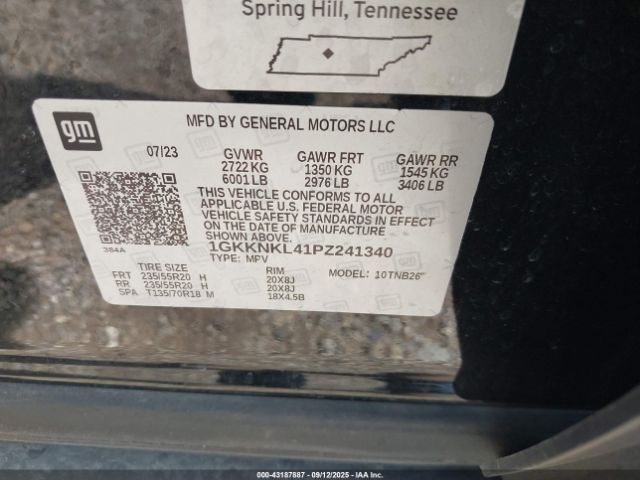 Spring Hill, Tennessee
gm
MFD BY GENERAL MOTORS LLC
07/23
GVWR GAWR FRT GAWR RR
2722 KG 1350 KG 1545 KG
6001 LB 2976 LB 3406 LB
THIS VEHICLE CONFORMS TO ALL
APPLICABLE U.S. FEDERAL MOTOR
VEHICLE SAFETY STANDARDS IN EFFECT
ON THE DATE OF MANUFACTURE
SHOWN ABOVE.
384A
1GKKNKL41PZ241340
TYPE: MPV
TIRE SIZE RIM MODEL: 10TNB26"
FRT 235/55R20 H 20X8J
RR 235/55R20 H 20X8J
SPA T135/70R18 M 18X4.5B
000-43187887 - 09/12/2025 - IAAI.COM